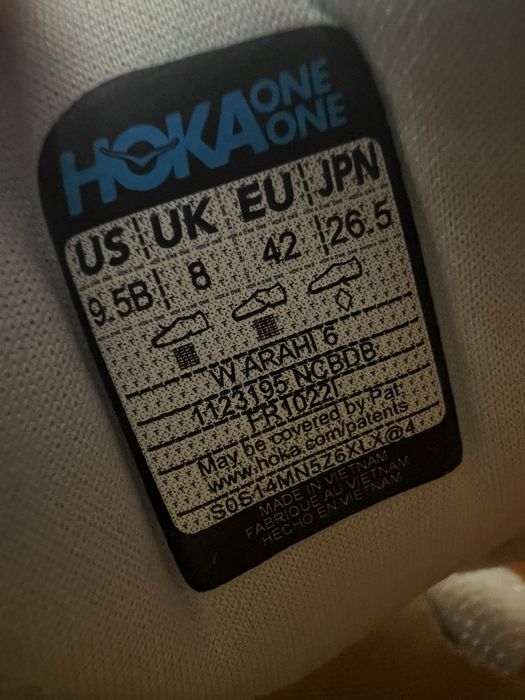 HOKA ONE ONE
US UK EU JPN
9.5B 8 42 26.5
W ARAHI 6
1123195 NCBDB
FR1022I
May be covered by Pat:
www.hoka.com/patents
S0S14MN5Z6XLX@4
MADE IN VIETNAM
FABRIQUE AU VIETNAM
HECHO EN VIETNAM